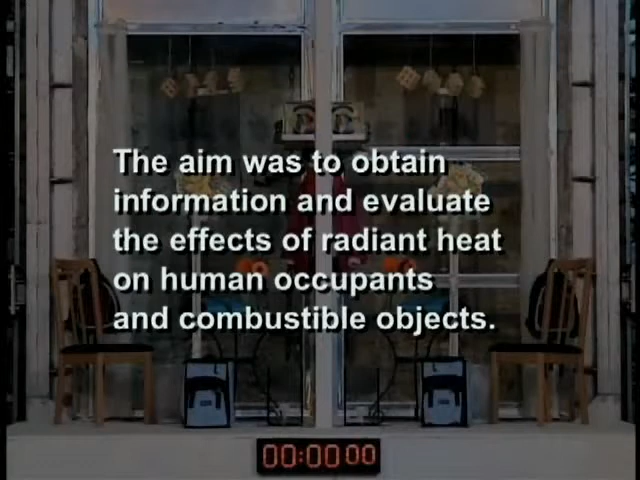 The aim was to obtain
information and evaluate
the effects of radiant heat
on human occupants
and combustible objects.
00:00 00